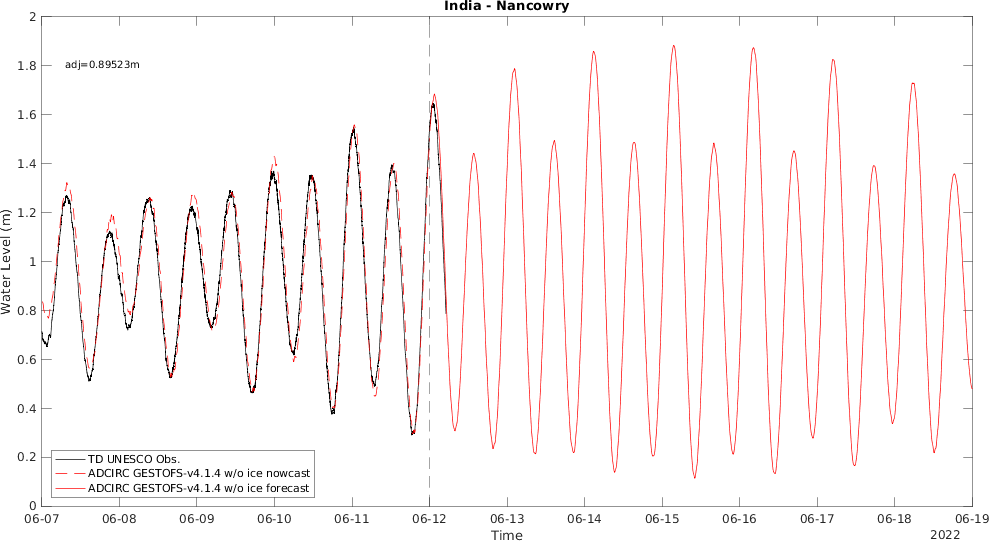 India - Nancowry
adj=0.89523m
2
1.8
1.6
1.4
1.2
1
0.8
0.6
0.4
0.2
0
Water Level (m)
TD UNESCO Obs.
ADCIRC GESTOFS-v4.1.4 w/o ice nowcast
ADCIRC GESTOFS-v4.1.4 w/o ice forecast
06-07 06-08 06-09 06-10 06-11 06-12 06-13 06-14 06-15 06-16 06-17 06-18 06-19
Time
2022